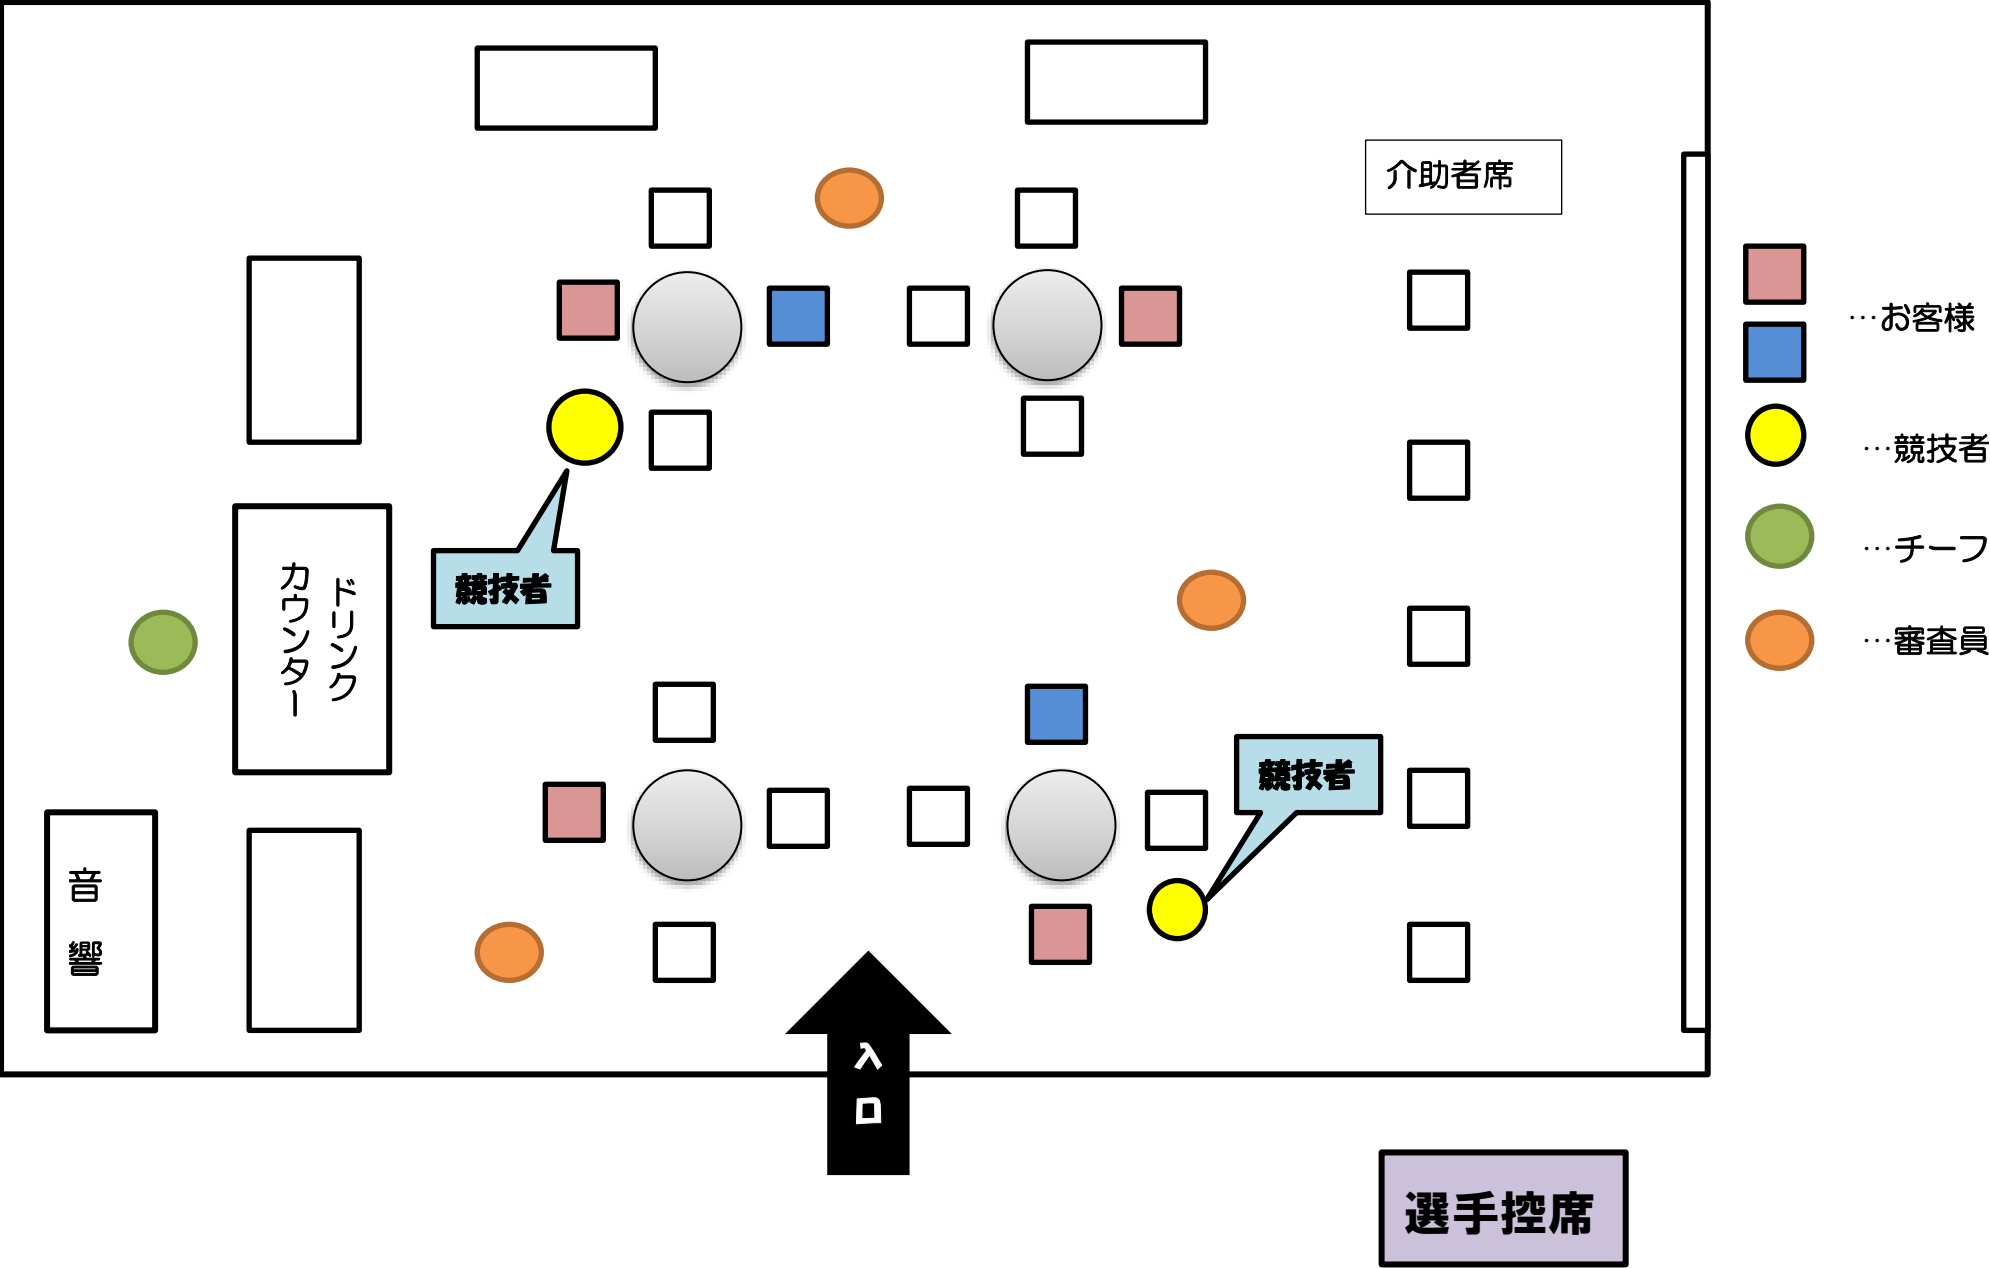 介助者席
…お客様
…競技者
…チーフ
…審査員
競技者
ドリンク
カウンター
競技者
音響
入口
選手控席